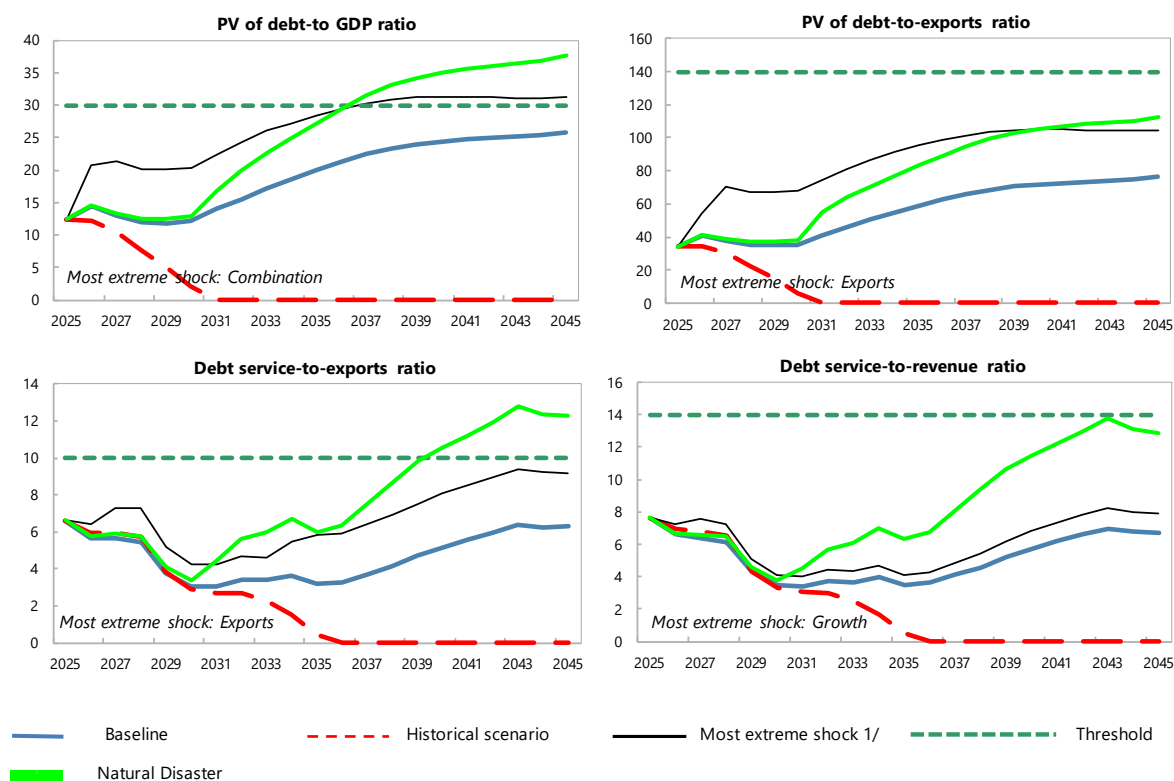 PV of debt-to GDP ratio
40
35
30
25
20
15
10
5
0
Most extreme shock: Combination
2025 2027 2029 2031 2033 2035 2037 2039 2041 2043 2045
PV of debt-to-exports ratio
160
140
120
100
80
60
40
20
0
Most extreme shock: Exports
2025 2027 2029 2031 2033 2035 2037 2039 2041 2043 2045
Debt service-to-exports ratio
14
12
10
8
6
4
2
0
Most extreme shock: Exports
2025 2027 2029 2031 2033 2035 2037 2039 2041 2043 2045
Debt service-to-revenue ratio
16
14
12
10
8
6
4
2
0
Most extreme shock: Growth
2025 2027 2029 2031 2033 2035 2037 2039 2041 2043 2045
Baseline Historical scenario Most extreme shock 1/ Threshold
Natural Disaster